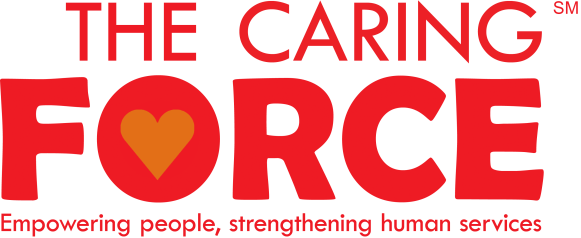 THE CARING SM
FORCE
Empowering people, strengthening human services